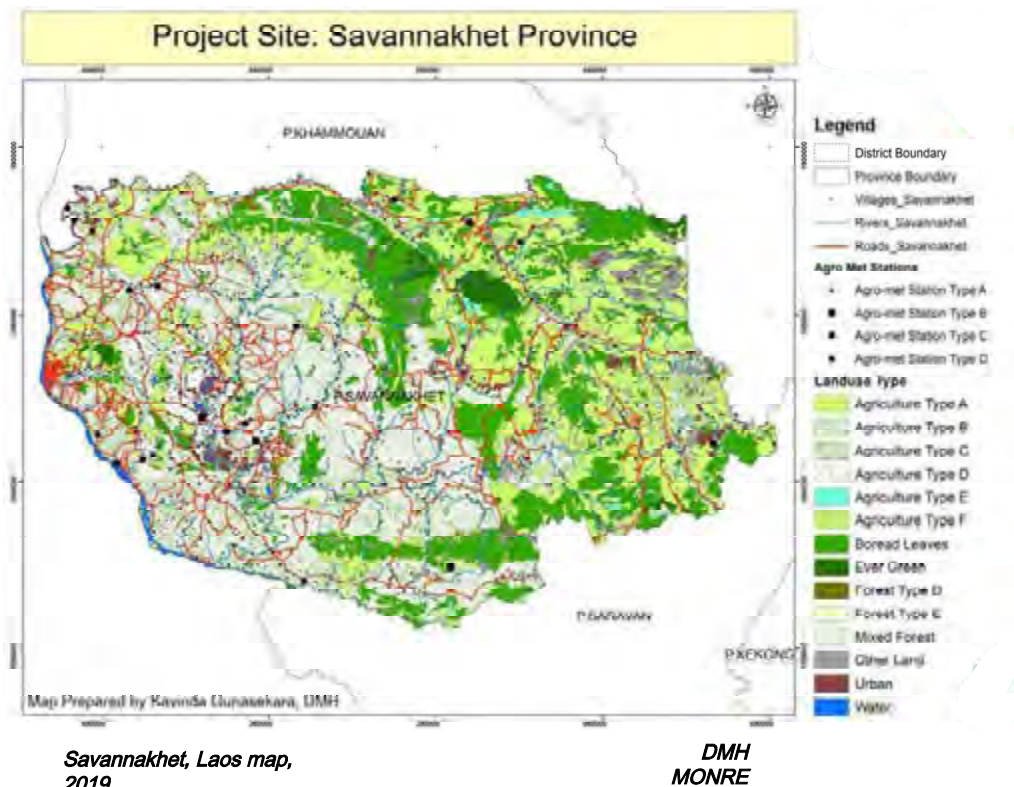 Project Site: Savannakhet Province
P.KHAMMOUAN
P.SAVANNAKHET
P.SARAVAN
P.XEKONG
Map Prepared by Kavinda Gunasekara, DMH
Legend
District Boundary
Province Boundary
Villages_Savannakhet
Rivers_Savannakhet
Roads_Savannakhet
Agro Met Stations
Agro-met Station Type A
Agro-met Station Type B
Agro-met Station Type C
Agro-met Station Type D
Landuse Type
Agriculture Type A
Agriculture Type B
Agriculture Type C
Agriculture Type D
Agriculture Type E
Agriculture Type F
Boread Leaves
Ever Green
Forest Type D
Forest Type E
Mixed Forest
Other Land
Urban
Water
Savannakhet, Laos map,
2019
DMH
MONRE